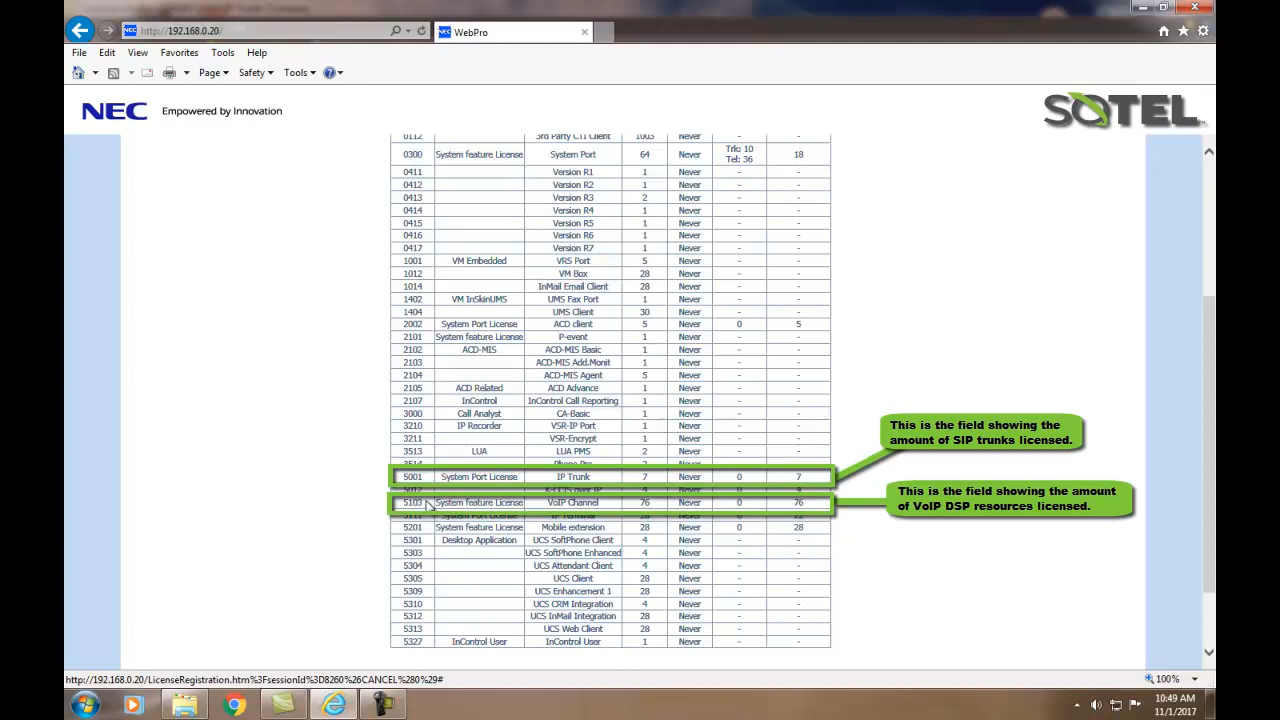 http://192.168.0.20/
WebPro
File Edit View Favorites Tools Help
Page Safety Tools
NEC Empowered by Innovation
SOTEL
0112 3rd Party CTI Client 1003 Never - -
0300 System feature License System Port 64 Never Trk: 10 Tel: 36 18
0411 Version R1 1 Never - -
0412 Version R2 1 Never - -
0413 Version R3 2 Never - -
0414 Version R4 1 Never - -
0415 Version R5 1 Never - -
0416 Version R6 1 Never - -
0417 Version R7 1 Never - -
1001 VM Embedded VRS Port 5 Never - -
1012 VM Box 28 Never - -
1014 InMail Email Client 28 Never - -
1402 VM InSkinUMS UMS Fax Port 1 Never - -
1404 UMS Client 30 Never - -
2002 System Port License ACD client 5 Never 0 5
2101 System feature License P-event 1 Never - -
2102 ACD-MIS ACD-MIS Basic 1 Never - -
2103 ACD-MIS Add.Monit 1 Never - -
2104 ACD-MIS Agent 5 Never - -
2105 ACD Related ACD Advance 1 Never - -
2107 InControl InControl Call Reporting 1 Never - -
3000 Call Analyst CA-Basic 1 Never - -
3210 IP Recorder VSR-IP Port 1 Never - -
3211 VSR-Encrypt 1 Never - -
3513 LUA LUA PMS 2 Never - -
5001 System Port License IP Trunk 7 Never 0 7
5103 System feature License VoIP Channel 76 Never 0 76
5201 System feature License Mobile extension 28 Never 0 28
5301 Desktop Application UCS SoftPhone Client 4 Never - -
5303 UCS SoftPhone Enhanced 4 Never - -
5304 UCS Attendant Client 4 Never - -
5305 UCS Client 28 Never - -
5309 UCS Enhancement 1 28 Never - -
5310 UCS CRM Integration 4 Never - -
5312 UCS InMail Integration 28 Never - -
5313 UCS Web Client 28 Never - -
5327 InControl User InControl User 1 Never - -
This is the field showing the
amount of SIP trunks licensed.
This is the field showing the amount
of VoIP DSP resources licensed.
http://192.168.0.20/LicenseRegistration.htm%3FsessionId%3D8260%26CANCEL%280%29#
100%
10:49 AM
11/1/2017